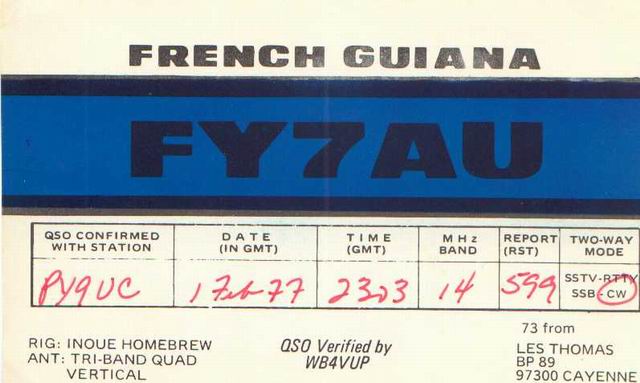 FRENCH GUIANA
FY7AU
QSO CONFIRMED WITH STATION DATE (IN GMT) TIME (GMT) MHz BAND REPORT (RST) TWO-WAY MODE
PY9UC 1 Feb 77 2303 14 599 SSTV-RTTY SSB-CW
RIG: INOUE HOMEBREW
ANT: TRI-BAND QUAD
VERTICAL
QSO Verified by
WB4VUP
73 from
LES THOMAS
BP 89
97300 CAYENNE